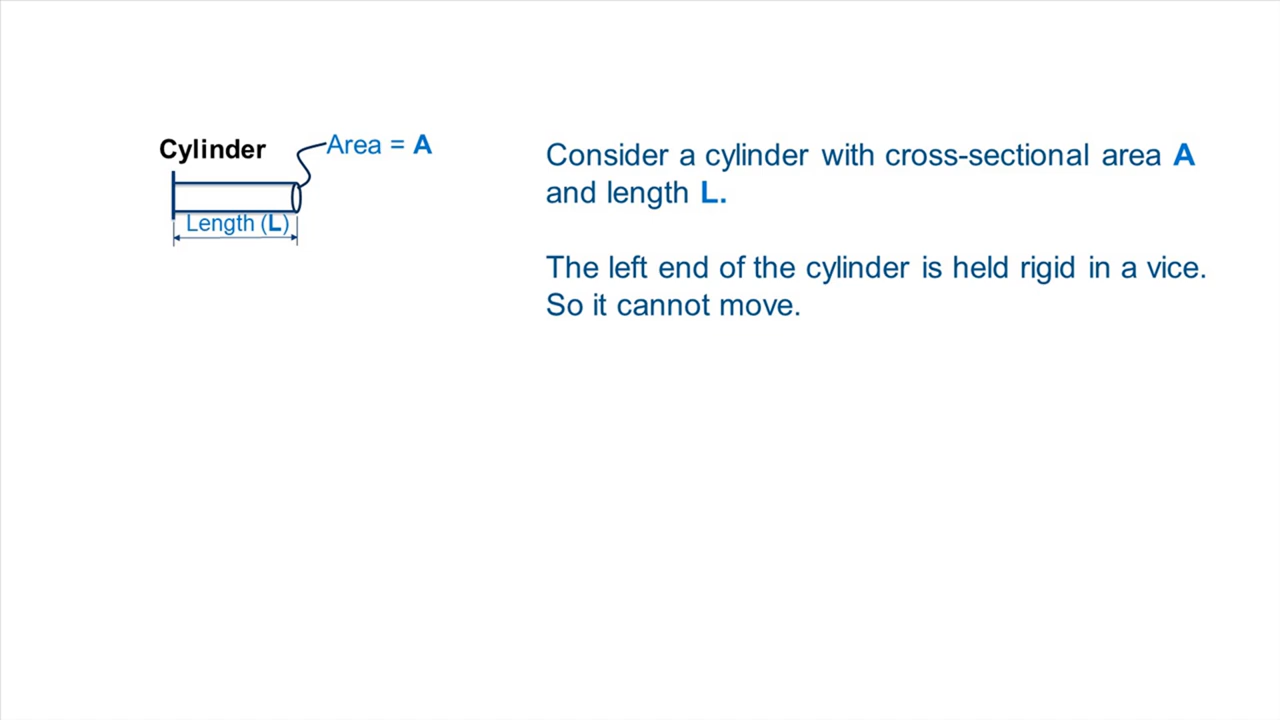 Cylinder
Area = A
Length (L)
Consider a cylinder with cross-sectional area A
and length L.
The left end of the cylinder is held rigid in a vice.
So it cannot move.